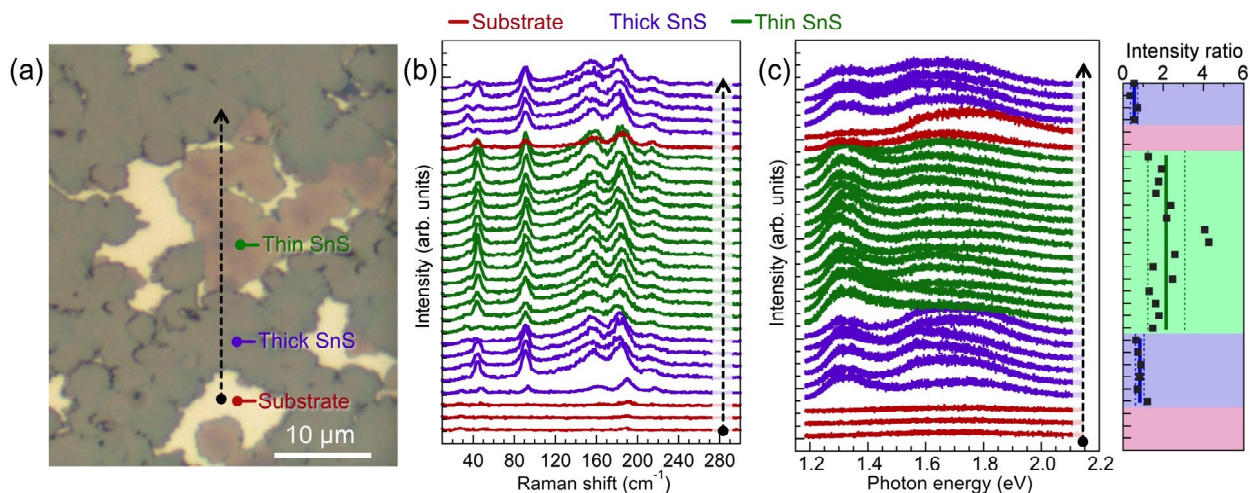 Substrate Thick SnS Thin SnS
(a)
Thin SnS
Thick SnS
Substrate
10 µm
(b)
Intensity (arb. units)
40 80 120 160 200 240 280
Raman shift (cm-1)
(c)
Intensity (arb. units)
1.2 1.4 1.6 1.8 2.0 2.2
Photon energy (eV)
Intensity ratio
0 2 4 6